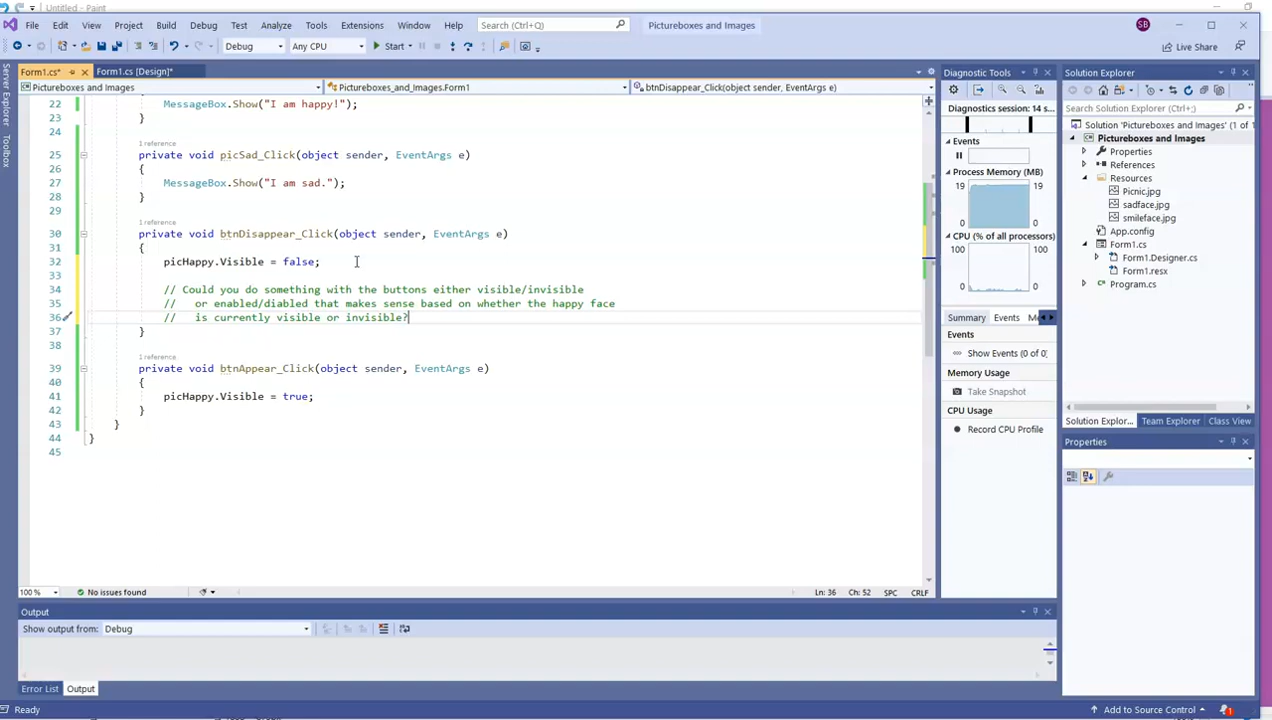 Untitled - Paint
File Edit View Project Build Debug Test Analyze Tools Extensions Window Help Search (Ctrl+Q) Pictureboxes and Images SB
Debug Any CPU Start Live Share
Server Explorer
Toolbox
Form1.cs* Form1.cs [Design]*
Pictureboxes and Images Pictureboxes_and_Images.Form1 btnDisappear_Click(object sender, EventArgs e)
22 MessageBox.Show("I am happy!");
23 }
24
1 reference
25 private void picSad_Click(object sender, EventArgs e)
26 {
27 MessageBox.Show("I am sad.");
28 }
29
1 reference
30 private void btnDisappear_Click(object sender, EventArgs e)
31 {
32 picHappy.Visible = false;
33
34 // Could you do something with the buttons either visible/invisible
35 // or enabled/diabled that makes sense based on whether the happy face
36 // is currently visible or invisible?
37 }
38
1 reference
39 private void btnAppear_Click(object sender, EventArgs e)
40 {
41 picHappy.Visible = true;
42 }
43 }
44 }
45
100 % No issues found Ln: 36 Ch: 52 SPC CRLF
Output
Show output from: Debug
Error List Output
Ready Add to Source Control 1
Diagnostic Tools
Diagnostics session: 14 s
Events
Process Memory (MB)
19 19
0 0
CPU (% of all processors)
100 100
0 0
Summary Events
Events
Show Events (0 of 0)
Memory Usage
Take Snapshot
CPU Usage
Record CPU Profile
Solution Explorer
Search Solution Explorer (Ctrl+;)
Solution 'Pictureboxes and Images' (1 of 1
Pictureboxes and Images
Properties
References
Resources
Picnic.jpg
sadface.jpg
smileface.jpg
App.config
Form1.cs
Form1.Designer.cs
Form1.resx
Program.cs
Solution Explor... Team Explorer Class View
Properties